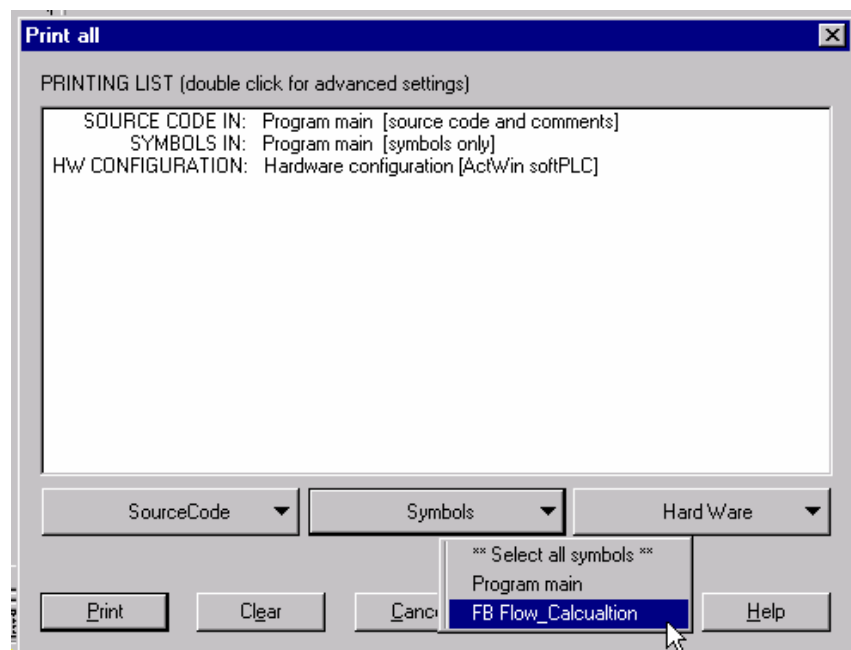 Print all
PRINTING LIST (double click for advanced settings)
SOURCE CODE IN: Program main [source code and comments]
SYMBOLS IN: Program main [symbols only]
HW CONFIGURATION: Hardware configuration [ActWin softPLC]
SourceCode Symbols Hard Ware
** Select all symbols **
Program main
FB Flow_Calcualtion
Print Clear Canc Help